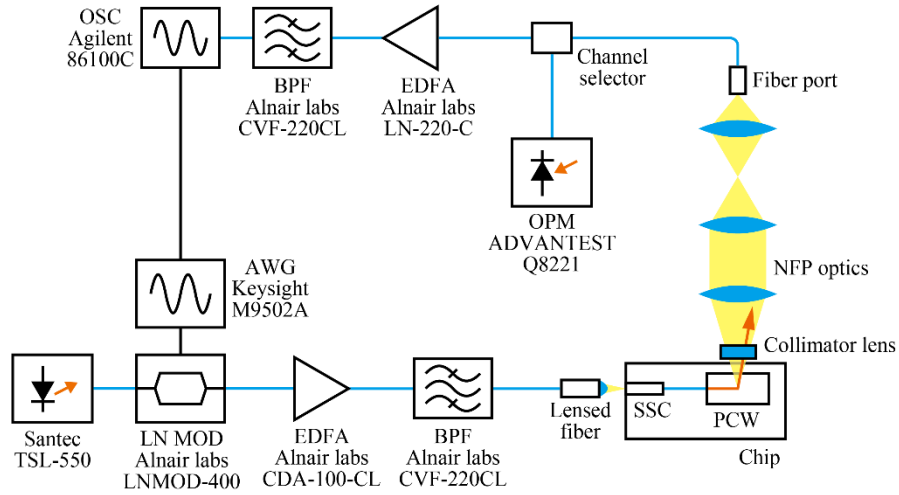 OSC
Agilent
86100C
BPF
Alnair labs
CVF-220CL
EDFA
Alnair labs
LN-220-C
Channel
selector
Fiber port
OPM
ADVANTEST
Q8221
NFP optics
AWG
Keysight
M9502A
Collimator lens
Santec
TSL-550
LN MOD
Alnair labs
LNMOD-400
EDFA
Alnair labs
CDA-100-CL
BPF
Alnair labs
CVF-220CL
Lensed
fiber
SSC
PCW
Chip